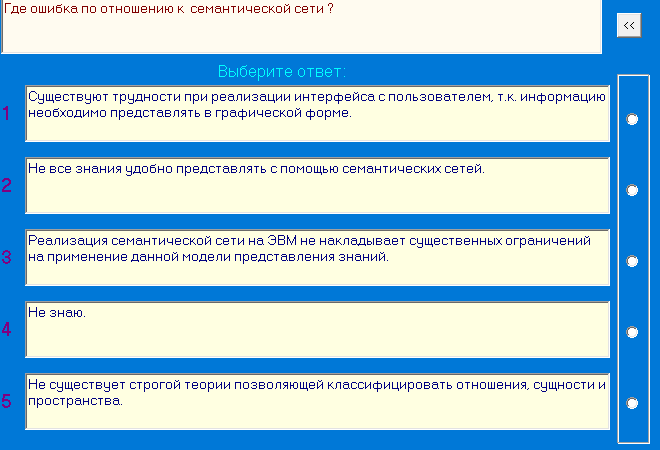 Где ошибка по отношению к семантической сети ?
<<
Выберите ответ:
1
Существуют трудности при реализации интерфейса с пользователем, т.к. информацию
необходимо представлять в графической форме.
2
Не все знания удобно представлять с помощью семантических сетей.
3
Реализация семантической сети на ЭВМ не накладывает существенных ограничений
на применение данной модели представления знаний.
4
Не знаю.
5
Не существует строгой теории позволяющей классифицировать отношения, сущности и
пространства.